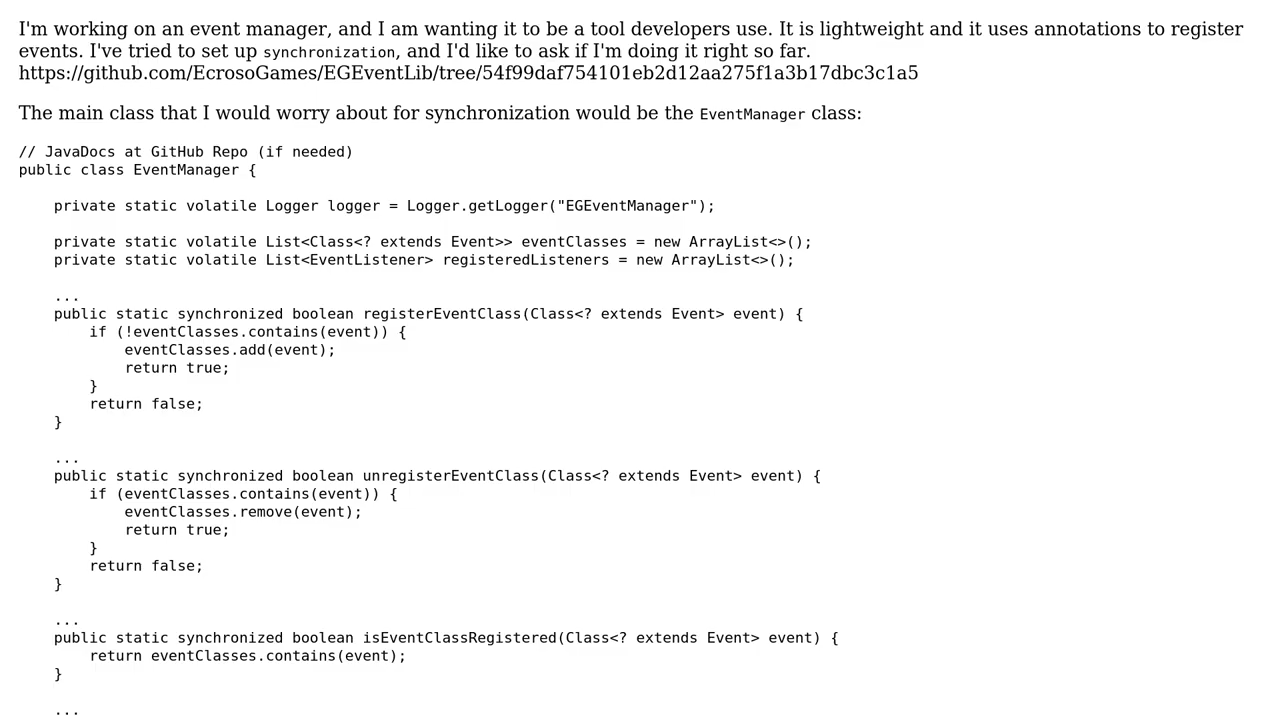 I'm working on an event manager, and I am wanting it to be a tool developers use. It is lightweight and it uses annotations to register
events. I've tried to set up synchronization, and I'd like to ask if I'm doing it right so far.
https://github.com/EcrosoGames/EGEventLib/tree/54f99daf754101eb2d12aa275f1a3b17dbc3c1a5
The main class that I would worry about for synchronization would be the EventManager class:
// JavaDocs at GitHub Repo (if needed)
public class EventManager {
    private static volatile Logger logger = Logger.getLogger("EGEventManager");
    private static volatile List<Class<? extends Event>> eventClasses = new ArrayList<>();
    private static volatile List<EventListener> registeredListeners = new ArrayList<>();
    ...
    public static synchronized boolean registerEventClass(Class<? extends Event> event) {
        if (!eventClasses.contains(event)) {
            eventClasses.add(event);
            return true;
        }
        return false;
    }
    ...
    public static synchronized boolean unregisterEventClass(Class<? extends Event> event) {
        if (eventClasses.contains(event)) {
            eventClasses.remove(event);
            return true;
        }
        return false;
    }
    ...
    public static synchronized boolean isEventClassRegistered(Class<? extends Event> event) {
        return eventClasses.contains(event);
    }
    ...